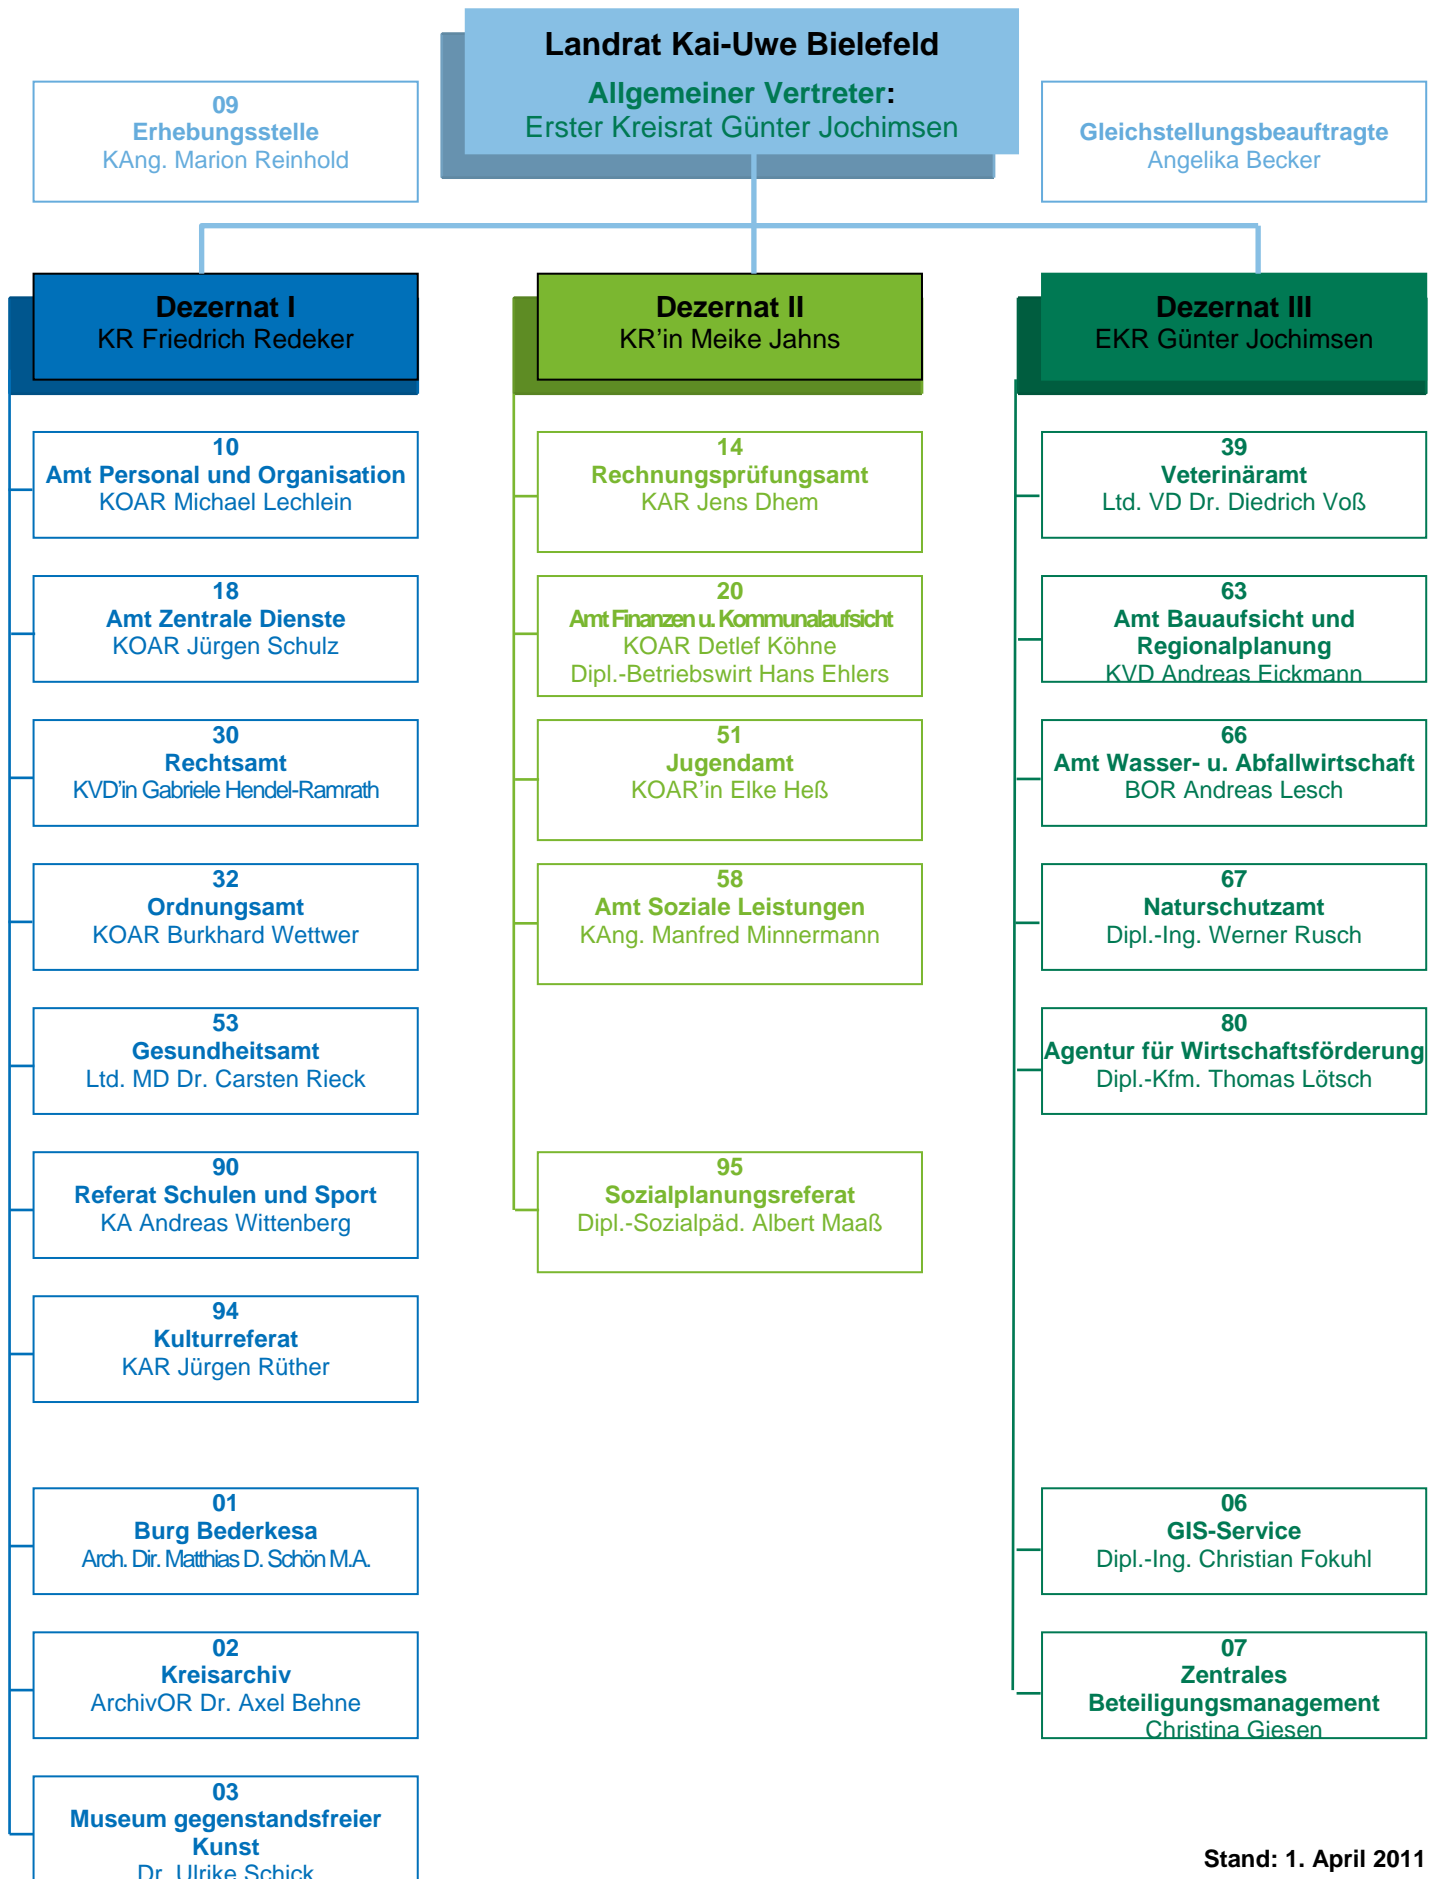 Landrat Kai-Uwe Bielefeld
Allgemeiner Vertreter:
Erster Kreisrat Günter Jochimsen
09
Erhebungsstelle
KAng. Marion Reinhold
Gleichstellungsbeauftragte
Angelika Becker
Dezernat I
KR Friedrich Redeker
10
Amt Personal und Organisation
KOAR Michael Lechlein
18
Amt Zentrale Dienste
KOAR Jürgen Schulz
30
Rechtsamt
KVD'in Gabriele Hendel-Ramrath
32
Ordnungsamt
KOAR Burkhard Wettwer
53
Gesundheitsamt
Ltd. MD Dr. Carsten Rieck
90
Referat Schulen und Sport
KA Andreas Wittenberg
94
Kulturreferat
KAR Jürgen Rüther
01
Burg Bederkesa
Arch. Dir. Matthias D. Schön M.A.
02
Kreisarchiv
ArchivOR Dr. Axel Behne
03
Museum gegenstandsfreier
Kunst
Dr. Ulrike Schick
Dezernat II
KR’in Meike Jahns
14
Rechnungsprüfungsamt
KAR Jens Dhem
20
Amt Finanzen u. Kommunalaufsicht
KOAR Detlef Köhne
Dipl.-Betriebswirt Hans Ehlers
51
Jugendamt
KOAR’in Elke Heß
58
Amt Soziale Leistungen
KAng. Manfred Minnermann
95
Sozialplanungsreferat
Dipl.-Sozialpäd. Albert Maaß
Dezernat III
EKR Günter Jochimsen
39
Veterinäramt
Ltd. VD Dr. Diedrich Voß
63
Amt Bauaufsicht und
Regionalplanung
KVD Andreas Eickmann
66
Amt Wasser- u. Abfallwirtschaft
BOR Andreas Lesch
67
Naturschutzamt
Dipl.-Ing. Werner Rusch
80
Agentur für Wirtschaftsförderung
Dipl.-Kfm. Thomas Lötsch
06
GIS-Service
Dipl.-Ing. Christian Fokuhl
07
Zentrales
Beteiligungsmanagement
Christina Giesen
Stand: 1. April 2011